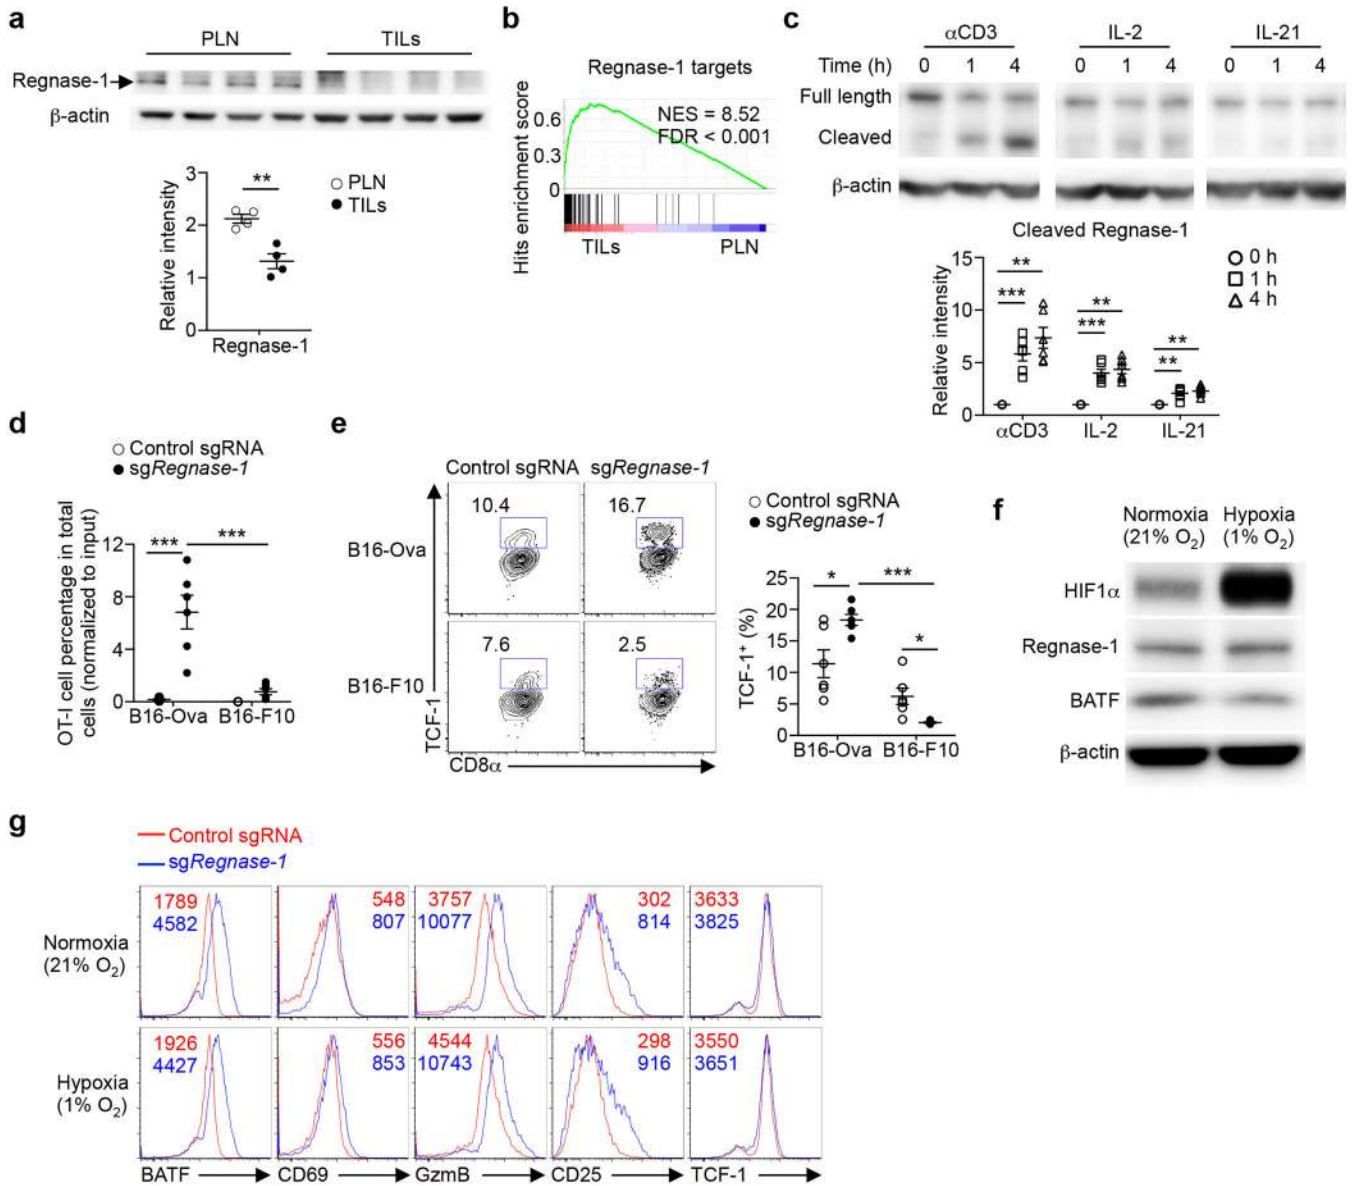 a
PLN
TILs
Regnase-1
β-actin
3
2
1
0
Relative intensity
**
PLN
TILs
Regnase-1
b
Regnase-1 targets
Hits enrichment score
0.6
0.3
0
NES = 8.52
FDR < 0.001
TILs
PLN
c
αCD3
IL-2
IL-21
Time (h)
0 1 4
0 1 4
0 1 4
Full length
Cleaved
β-actin
Cleaved Regnase-1
Relative intensity
15
10
5
0
**
***
**
***
**
**
0 h
1 h
4 h
αCD3
IL-2
IL-21
d
Control sgRNA
sgRegnase-1
OT-I cell percentage in total
cells (normalized to input)
12
8
4
0
***
***
B16-Ova
B16-F10
e
Control sgRNA
sgRegnase-1
10.4
16.7
B16-Ova
7.6
2.5
B16-F10
TCF-1
CD8α
Control sgRNA
sgRegnase-1
TCF-1⁺ (%)
25
20
15
10
5
0
*
***
*
B16-Ova
B16-F10
f
Normoxia
(21% O₂)
Hypoxia
(1% O₂)
HIF1α
Regnase-1
BATF
β-actin
g
Control sgRNA
sgRegnase-1
Normoxia
(21% O₂)
1789
4582
548
807
3757
10077
302
814
3633
3825
Hypoxia
(1% O₂)
1926
4427
556
853
4544
10743
298
916
3550
3651
BATF
CD69
GzmB
CD25
TCF-1